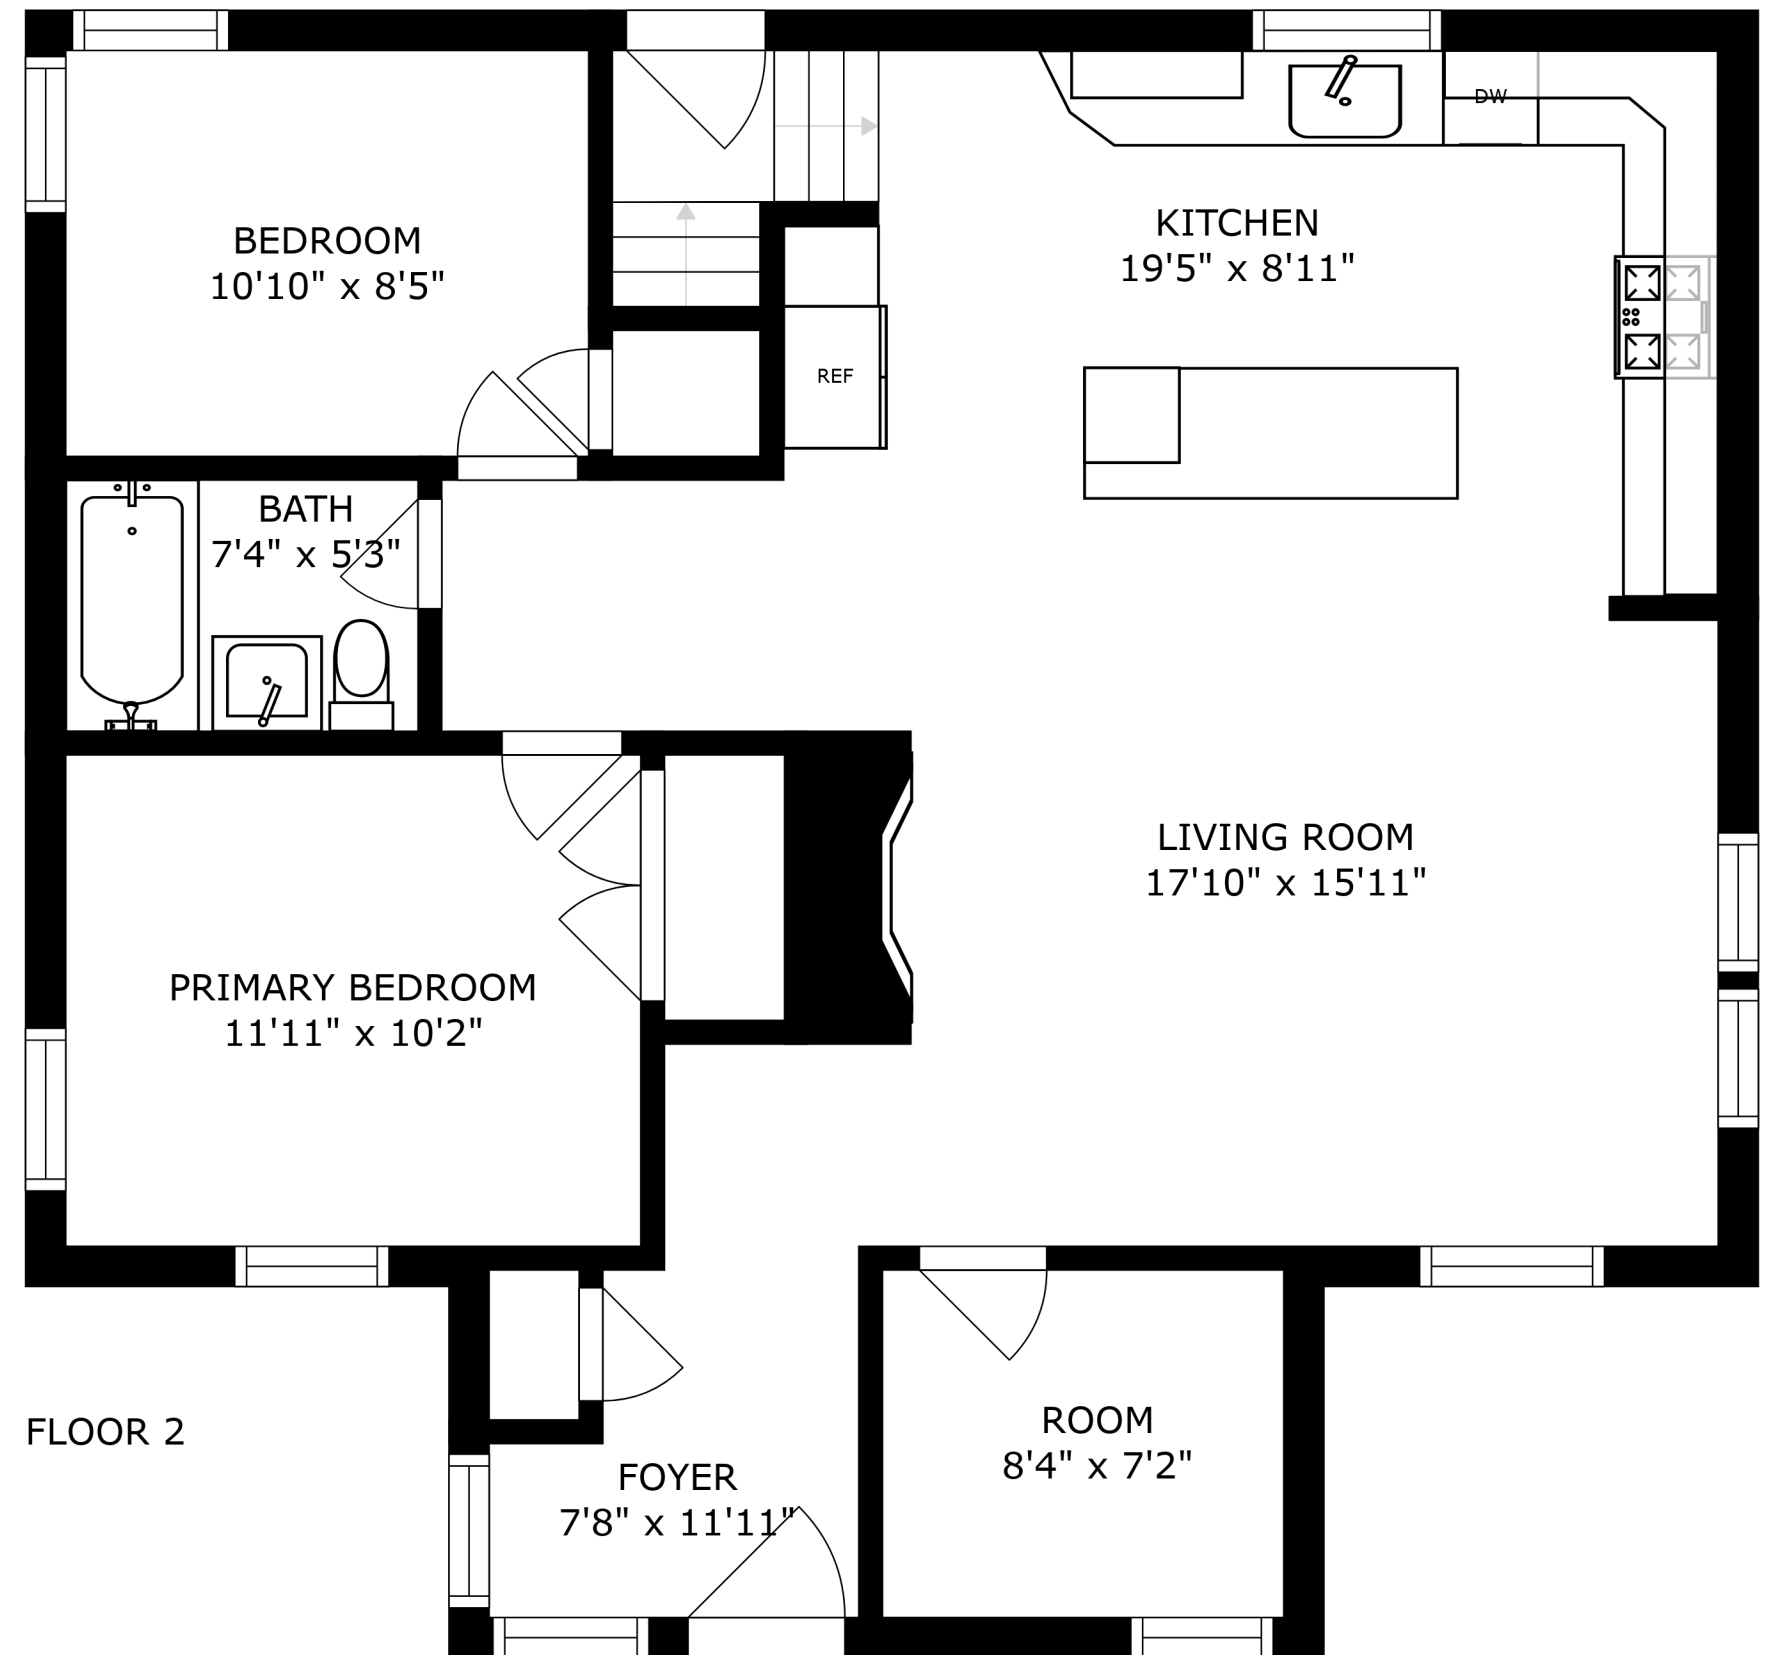 BEDROOM
10'10" x 8'5"
DW
KITCHEN
19'5" x 8'11"
REF
BATH
7'4" x 5'3"
LIVING ROOM
17'10" x 15'11"
PRIMARY BEDROOM
11'11" x 10'2"
FLOOR 2
FOYER
7'8" x 11'11"
ROOM
8'4" x 7'2"